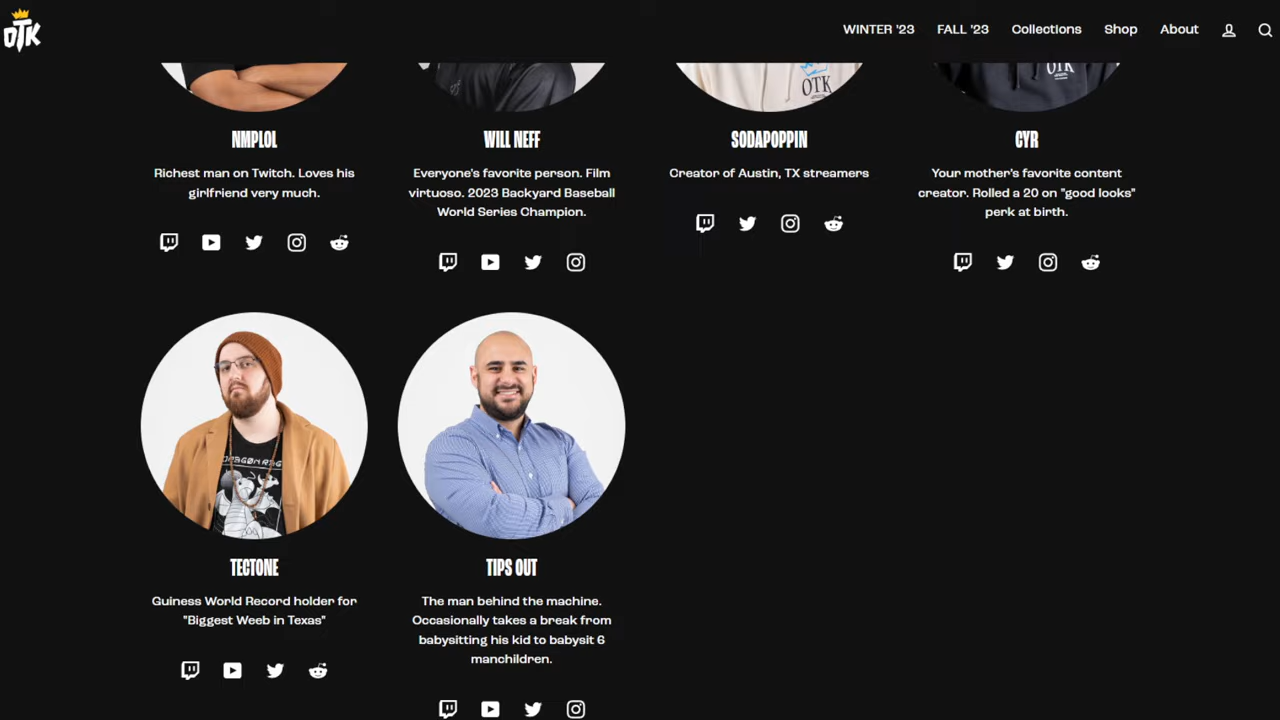 OTK
WINTER '23
FALL '23
Collections
Shop
About
OTK
OTK
NMPLOL
Richest man on Twitch. Loves his
girlfriend very much.
WILL NEFF
Everyone's favorite person. Film
virtuoso. 2023 Backyard Baseball
World Series Champion.
SODAPOPPIN
Creator of Austin, TX streamers
CYR
Your mother's favorite content
creator. Rolled a 20 on "good looks"
perk at birth.
TECTONE
Guiness World Record holder for
"Biggest Weeb in Texas"
TIPS OUT
The man behind the machine.
Occasionally takes a break from
babysitting his kid to babysit 6
manchildren.